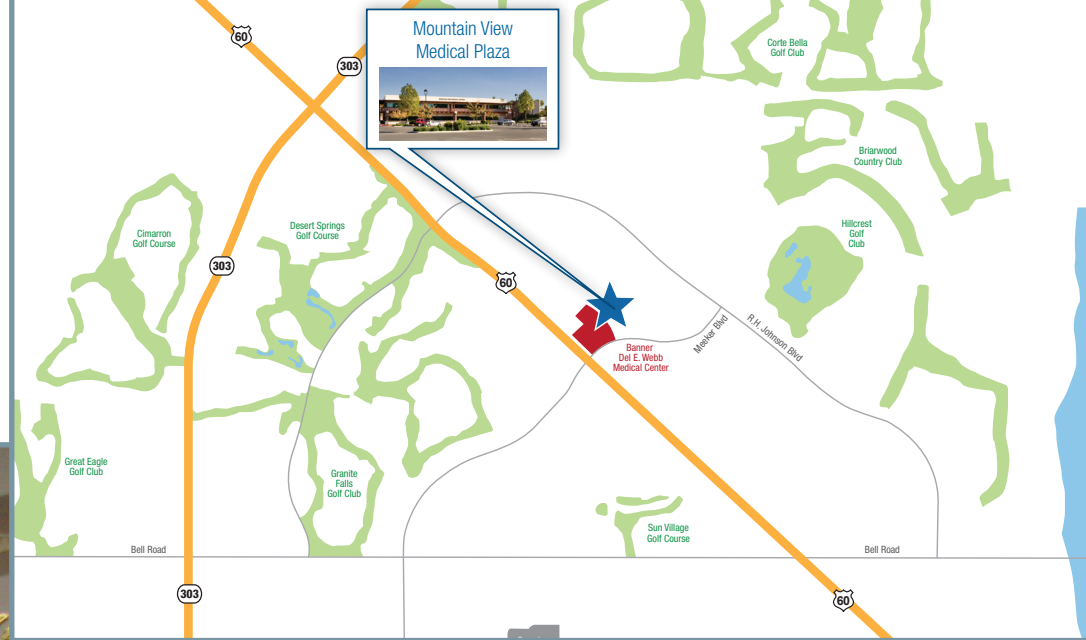 60
303
Mountain View
Medical Plaza
Corte Bella
Golf Club
Briarwood
Country Club
Cimarron
Golf Course
Desert Springs
Golf Course
Hillcrest
Golf
Club
303
60
Meeker Blvd
R.H. Johnson Blvd
Banner
Del E. Webb
Medical Center
Great Eagle
Golf Club
Granite
Falls
Golf Club
Sun Village
Golf Course
Bell Road
Bell Road
303
60